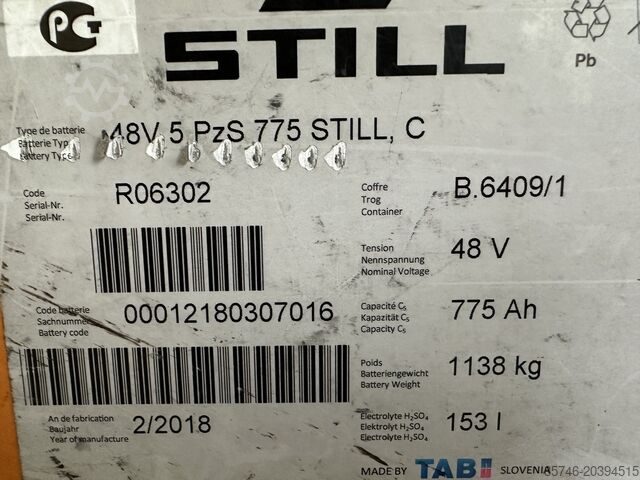 PG
STILL
Pb
Type de batterie
Batterie Typ
Battery Type
48V 5 PzS 775 STILL, C
Code
Serial-Nr.
Serial-Nr.
R06302
Coffre
Trog
Container
B.6409/1
Tension
Nennspannung
Nominal Voltage
48 V
Code batterie
Sachnummer
Battery code
00012180307016
Capacité C₅
Kapazität C₅
Capacity C₅
775 Ah
Poids
Batteriengewicht
Battery Weight
1138 kg
An de fabrication
Baujahr
Year of manufacture
2/2018
Electrolyte H₂SO₄
Elektrolyt H₂SO₄
Electrolyte H₂SO₄
153 l
MADE BY TAB SLOVENIA
85746-20394515